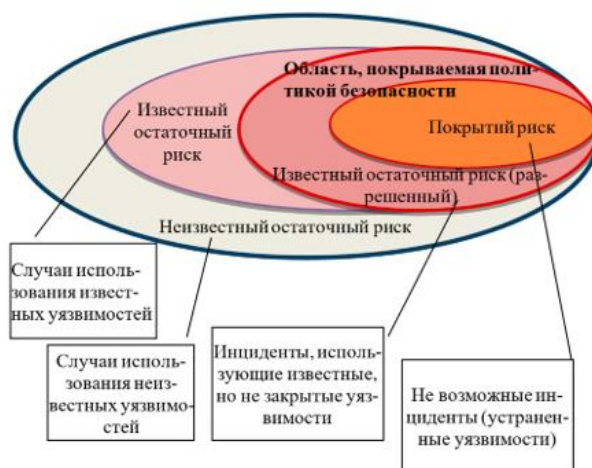 Область, покрываемая поли-
тикой безопасности
Известный
остаточный
риск
Покрытий риск
Известный остаточный риск (раз-
решенный)
Неизвестный остаточный риск
Случаи исполь-
зования извест-
ных уязвимостей
Случаи исполь-
зования неиз-
вестных уязвимо-
стей
Инциденты, исполь-
зующие известные,
но не закрытые уяз-
вимости
Не возможные ин-
циденты (устранен-
ные уязвимости)